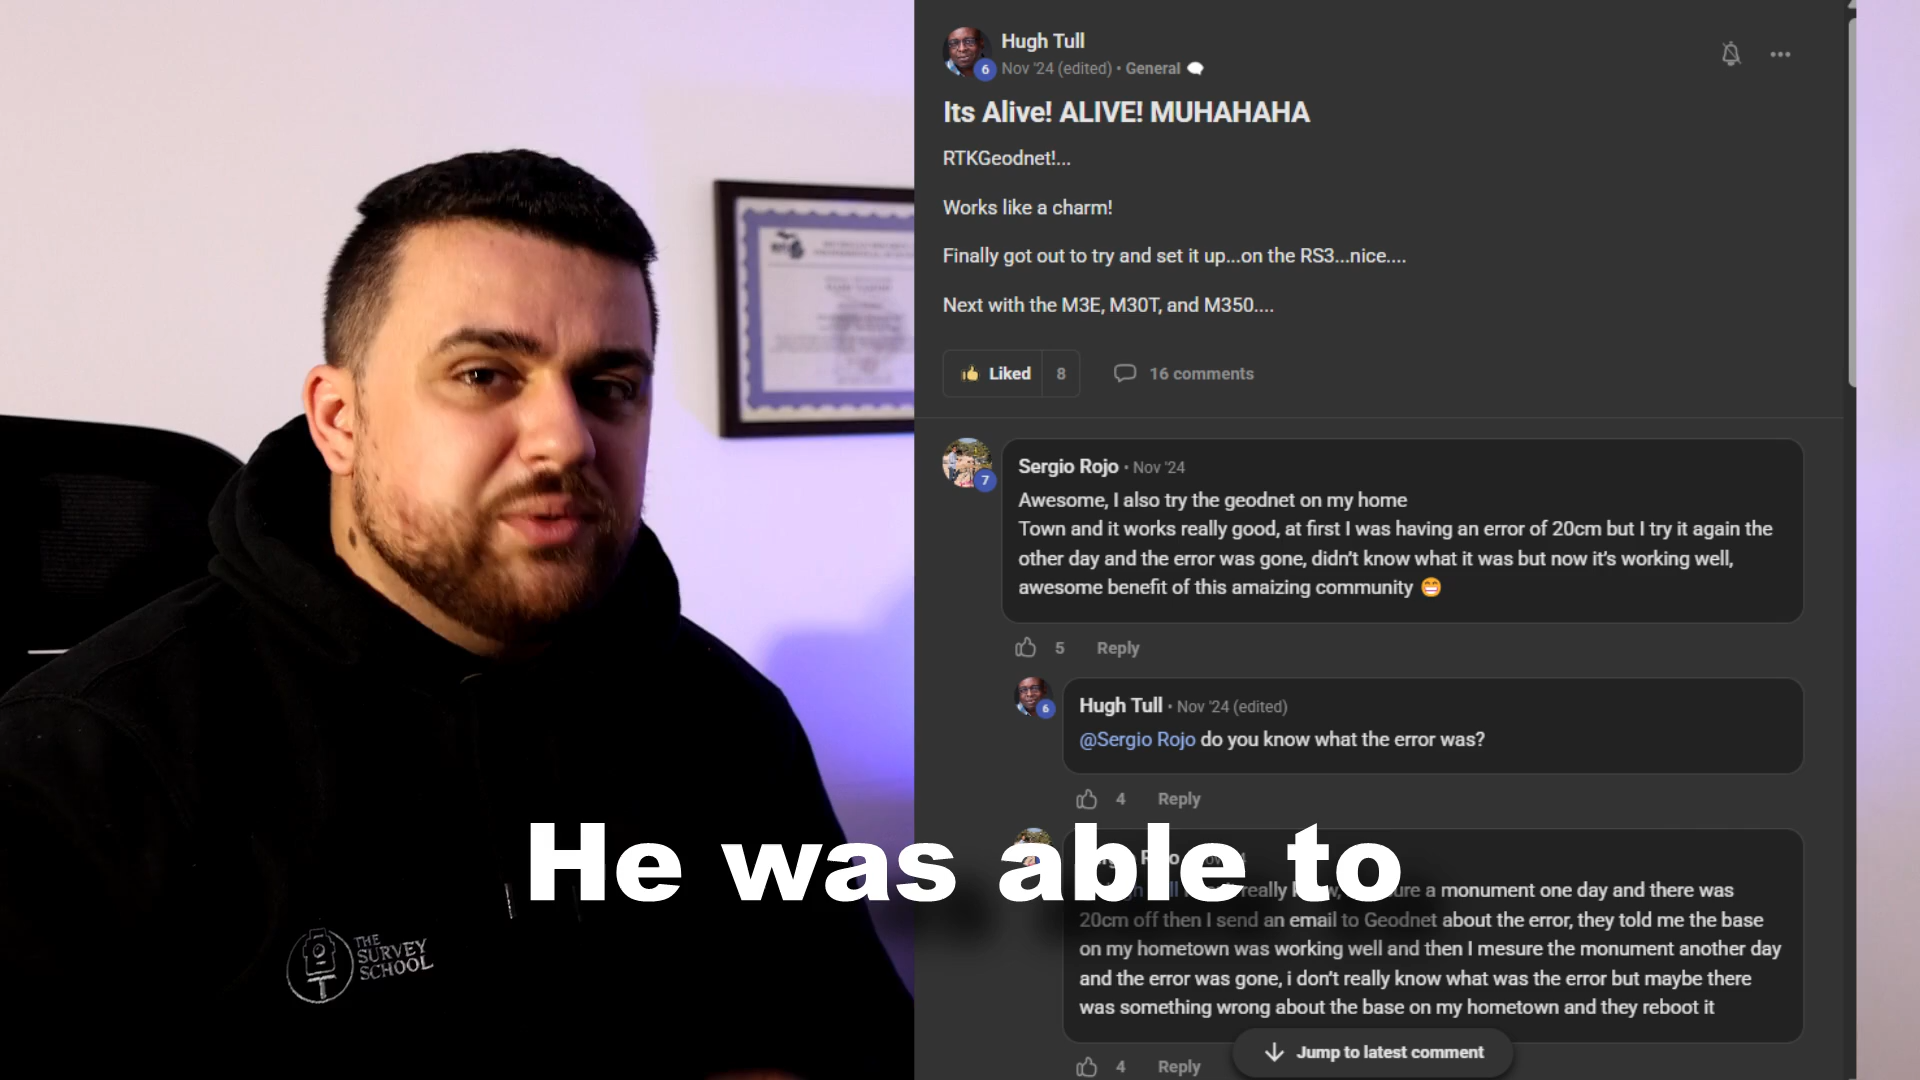 Hugh Tull
6
Nov '24 (edited) • General
Its Alive! ALIVE! MUHAHAHA
RTKGeodnet!...
Works like a charm!
Finally got out to try and set it up...on the RS3...nice....
Next with the M3E, M30T, and M350....
Liked 8 16 comments
Sergio Rojo • Nov '24
7
Awesome, I also try the geodnet on my home
Town and it works really good, at first I was having an error of 20cm but I try it again the
other day and the error was gone, didn't know what it was but now it's working well,
awesome benefit of this amaizing community
5 Reply
Hugh Tull • Nov '24 (edited)
6
@Sergio Rojo do you know what the error was?
4 Reply
He was able to
really a monument one day and there was
20cm off then I send an email to Geodnet about the error, they told me the base
on my hometown was working well and then I mesure the monument another day
and the error was gone, i don't really know what was the error but maybe there
was something wrong about the base on my hometown and they reboot it
4 Reply
Jump to latest comment
THE
SURVEY
SCHOOL